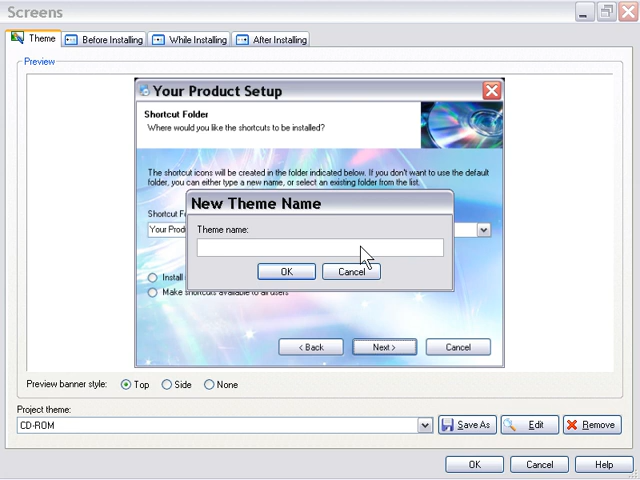 Screens
Theme
Before Installing
While Installing
After Installing
Preview
Your Product Setup
Shortcut Folder
Where would you like the shortcuts to be installed?
The shortcut icons will be created in the folder indicated below. If you don't want to use the default
folder, you can either type a new name, or select an existing folder from the list.
New Theme Name
Theme name:
OK
Cancel
Your
Install
Make shortcuts available to all users
< Back
Next >
Cancel
Preview banner style:
Top
Side
None
Project theme:
CD-ROM
Save As
Edit
Remove
OK
Cancel
Help